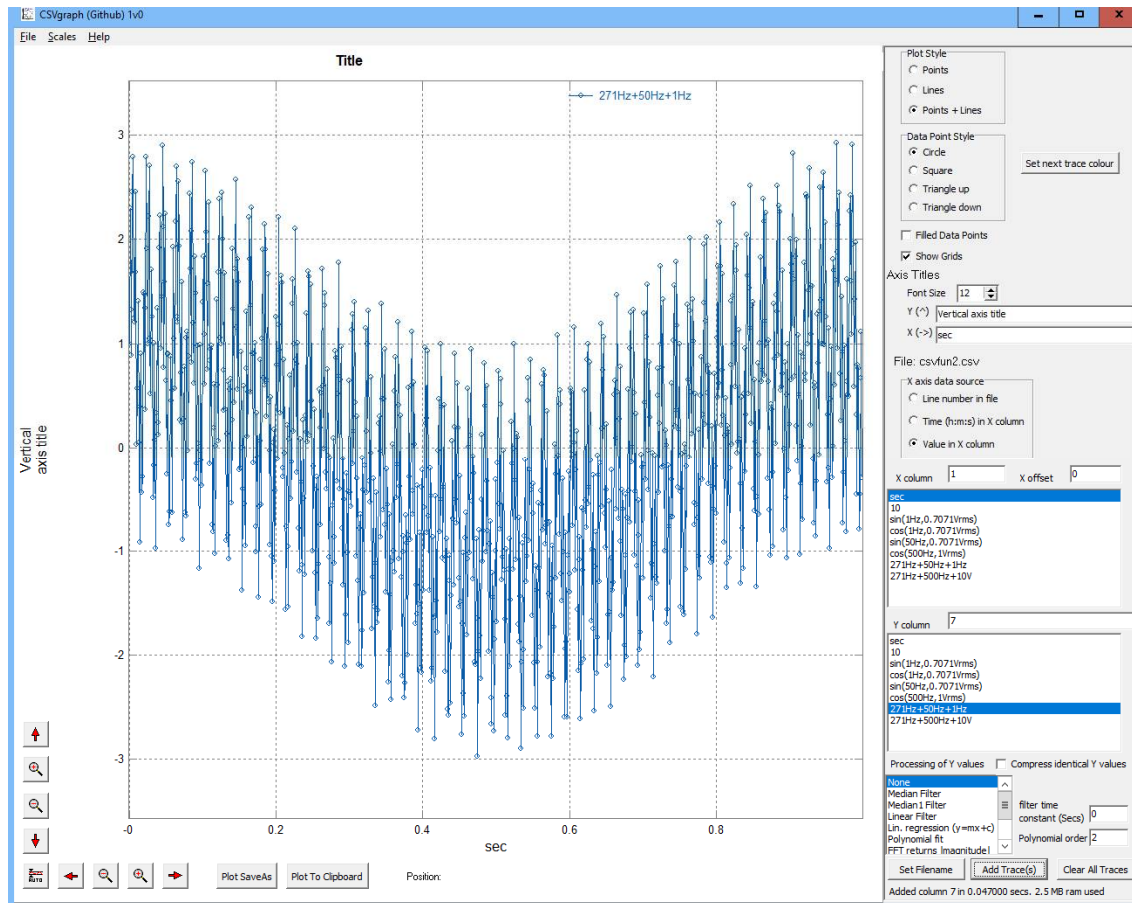 CSVgraph (Github) 1v0
File Scales Help
Title
271Hz+50Hz+1Hz
3
2
1
0
-1
-2
-3
Vertical
axis title
-0
0.2
0.4
0.6
0.8
sec
Plot SaveAs
Plot To Clipboard
Position:
Plot Style
Points
Lines
Points + Lines
Data Point Style
Circle
Square
Triangle up
Triangle down
Set next trace colour
Filled Data Points
Show Grids
Axis Titles
Font Size 12
Y (^) Vertical axis title
X (->) sec
File: csvfun2.csv
X axis data source
Line number in file
Time (h:m:s) in X column
Value in X column
X column 1 X offset 0
sec
10
sin(1Hz,0.7071Vrms)
cos(1Hz,0.7071Vrms)
sin(50Hz,0.7071Vrms)
cos(500Hz,1Vrms)
271Hz+50Hz+1Hz
271Hz+500Hz+10V
Y column 7
sec
10
sin(1Hz,0.7071Vrms)
cos(1Hz,0.7071Vrms)
sin(50Hz,0.7071Vrms)
cos(500Hz,1Vrms)
271Hz+50Hz+1Hz
271Hz+500Hz+10V
Processing of Y values Compress identical Y values
None
Median Filter
Median1 Filter
Linear Filter
Lin. regression (y=mx+c)
Polynomial fit
FFT returns |magnitude|
filter time
constant (Secs) 0
Polynomial order 2
Set Filename
Add Trace(s)
Clear All Traces
Added column 7 in 0.047000 secs. 2.5 MB ram used